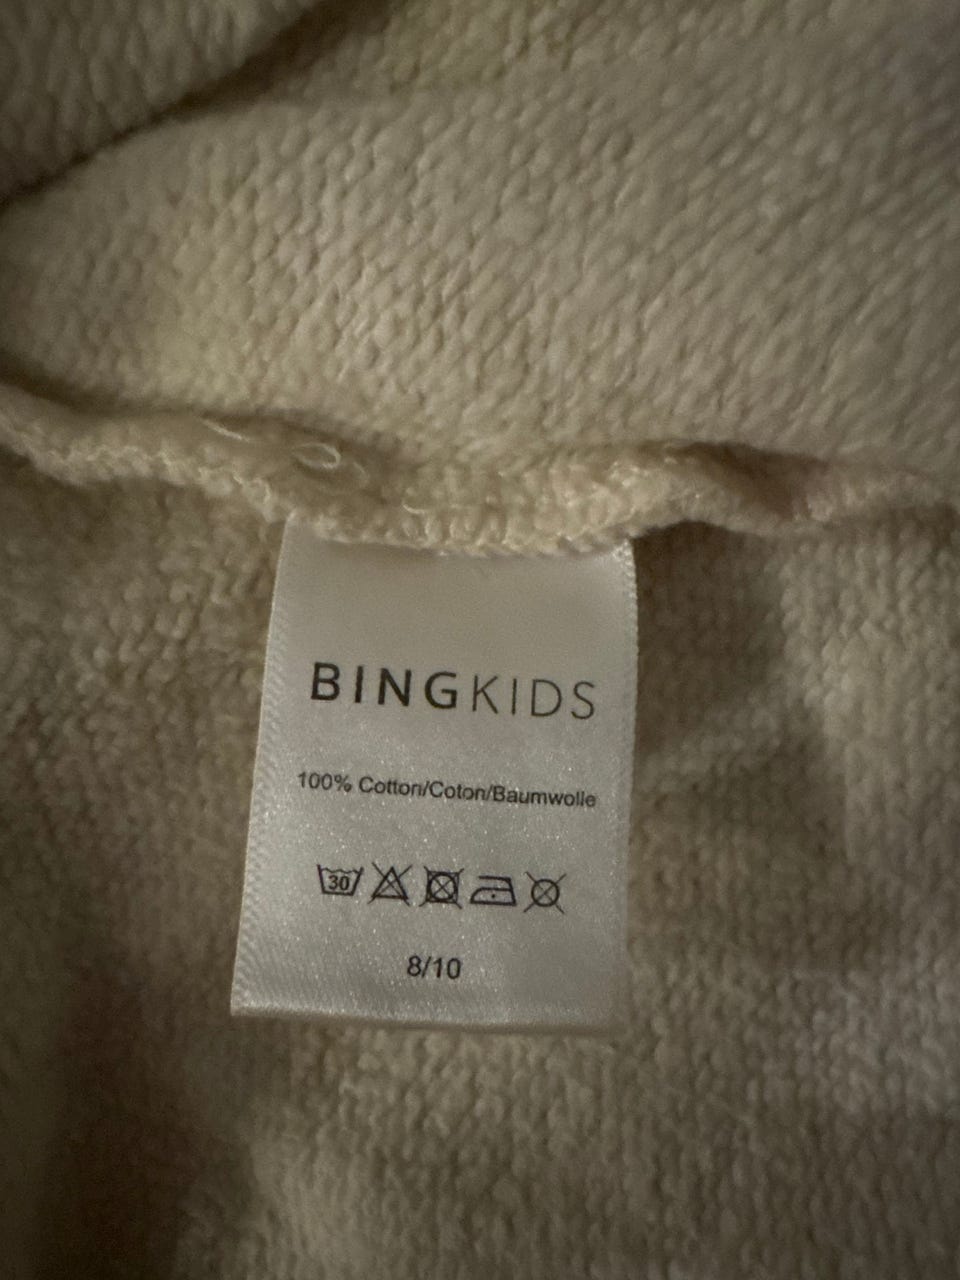 BINGKIDS
100% Cotton/Coton/Baumwolle
30
8/10